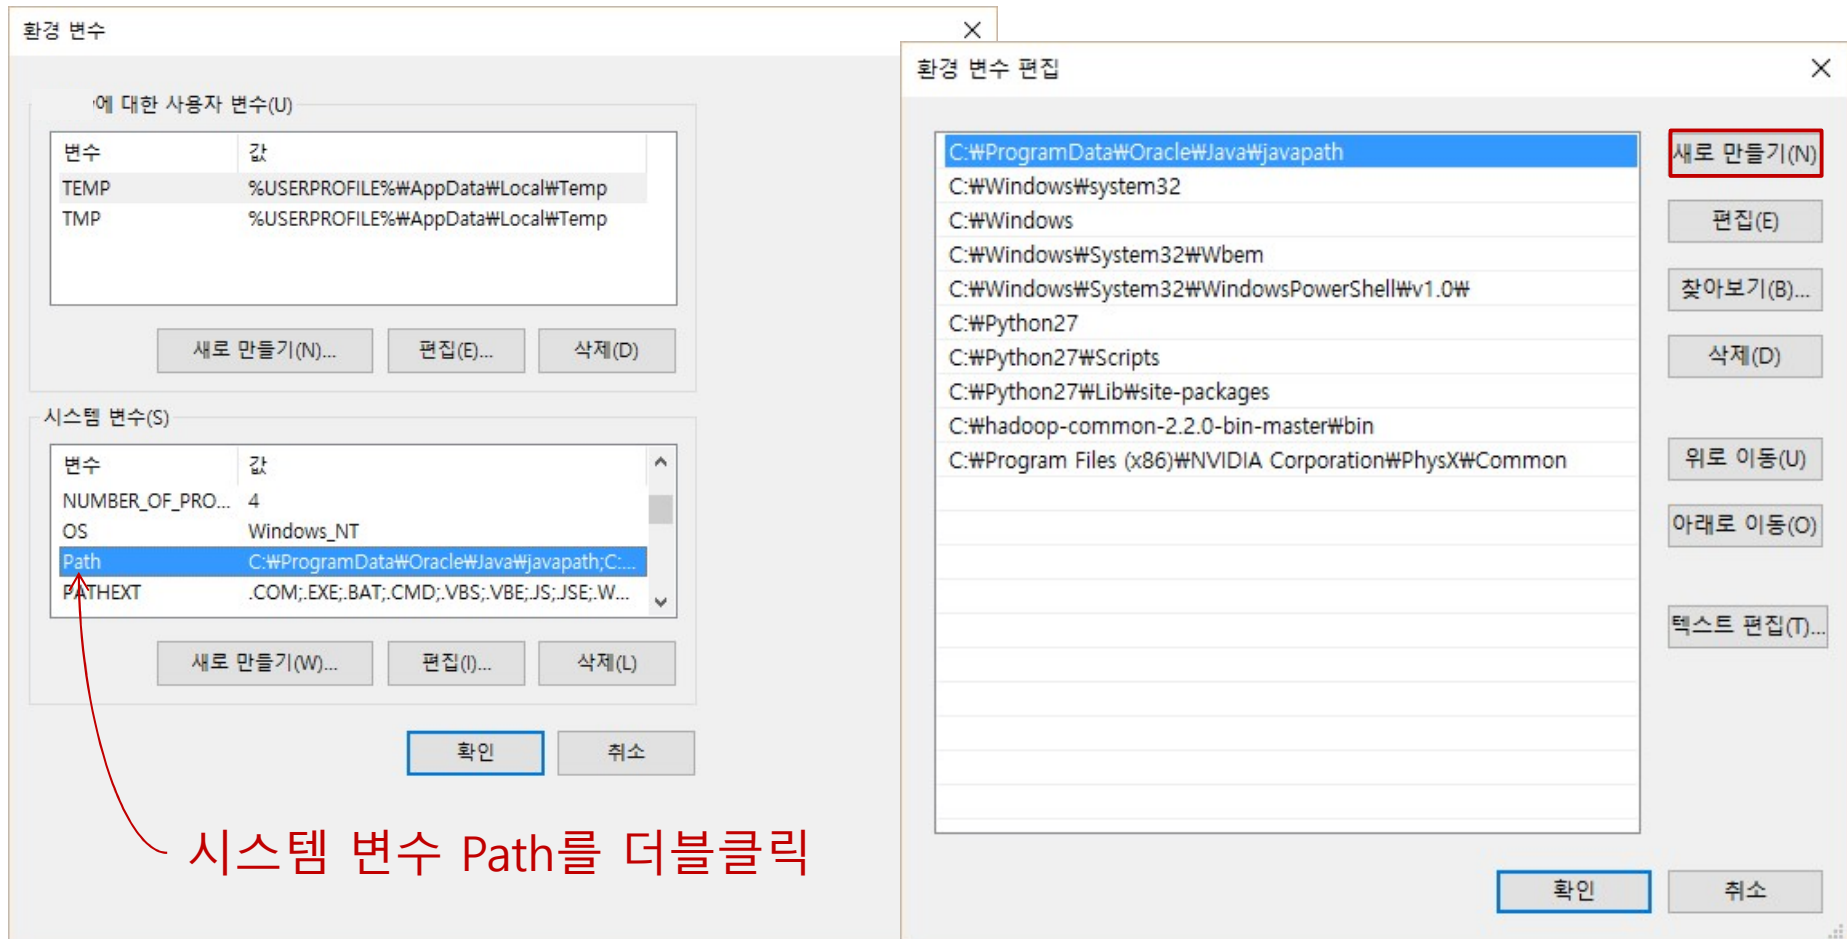 환경 변수
에 대한 사용자 변수(U)
변수 값
TEMP %USERPROFILE%₩AppData₩Local₩Temp
TMP %USERPROFILE%₩AppData₩Local₩Temp
새로 만들기(N)... 편집(E)... 삭제(D)
시스템 변수(S)
변수 값
NUMBER_OF_PRO... 4
OS Windows_NT
Path C:₩ProgramData₩Oracle₩Java₩javapath;C:...
PATHEXT .COM;.EXE;.BAT;.CMD;.VBS;.VBE;.JS;.JSE;.W...
새로 만들기(W)... 편집(I)... 삭제(L)
확인 취소
시스템 변수 Path를 더블클릭
환경 변수 편집
C:₩ProgramData₩Oracle₩Java₩javapath
C:₩Windows₩system32
C:₩Windows
C:₩Windows₩System32₩Wbem
C:₩Windows₩System32₩WindowsPowerShell₩v1.0₩
C:₩Python27
C:₩Python27₩Scripts
C:₩Python27₩Lib₩site-packages
C:₩hadoop-common-2.2.0-bin-master₩bin
C:₩Program Files (x86)₩NVIDIA Corporation₩PhysX₩Common
새로 만들기(N)
편집(E)
찾아보기(B)...
삭제(D)
위로 이동(U)
아래로 이동(O)
텍스트 편집(T)...
확인 취소